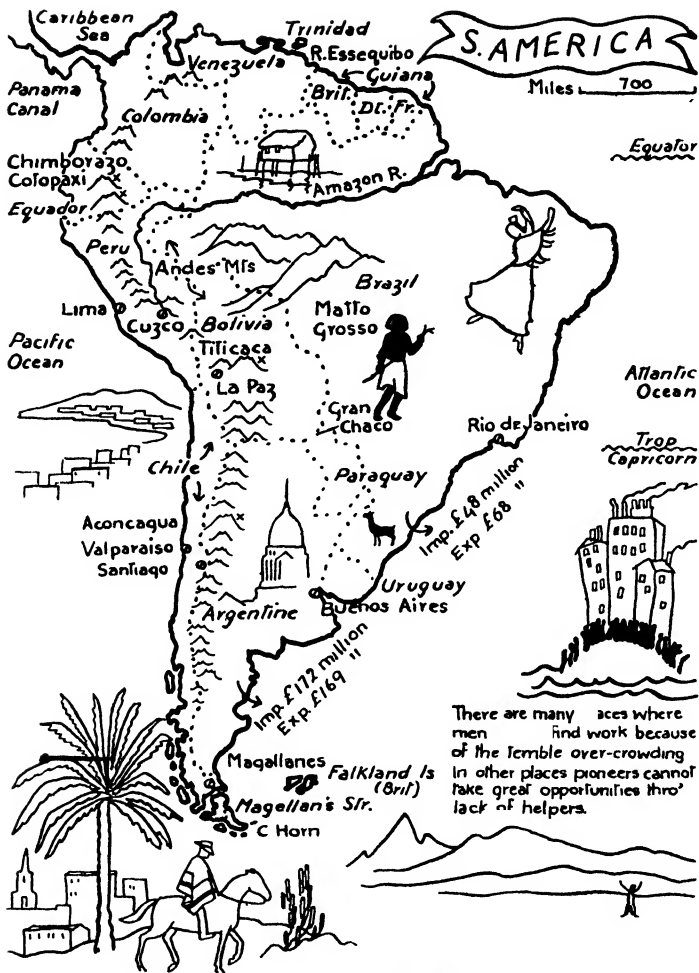 Caribbean
Sea
Trinidad
S. AMERICA
Venezuela
R. Essequibo
Guiana
Miles 700
Panama
Canal
Brit.
Dt. Fr.
Colombia
Equator
Chimborazo
Cotopaxi
Amazon R.
Equador
Peru
Andes Mts
Brazil
Lima
Cuzco
Bolivia
Matto
Grosso
Pacific
Ocean
Titicaca
La Paz
Atlantic
Ocean
Gran
Chaco
Rio de Janeiro
Trop
Capricorn
Chile
Paraguay
Imp. £48 million
Exp £68 "
Aconcagua
Valparaiso
Santiago
Uruguay
Argentine
Buenos Aires
Imp. £172 million
Exp. £169 "
There are many aces where
men find work because
of the Temble over-crowding
In other places pioneers cannot
take great opportunities thro'
lack of helpers.
Magallanes
Falkland Is
(Brit)
Magellan's Str.
C Horn